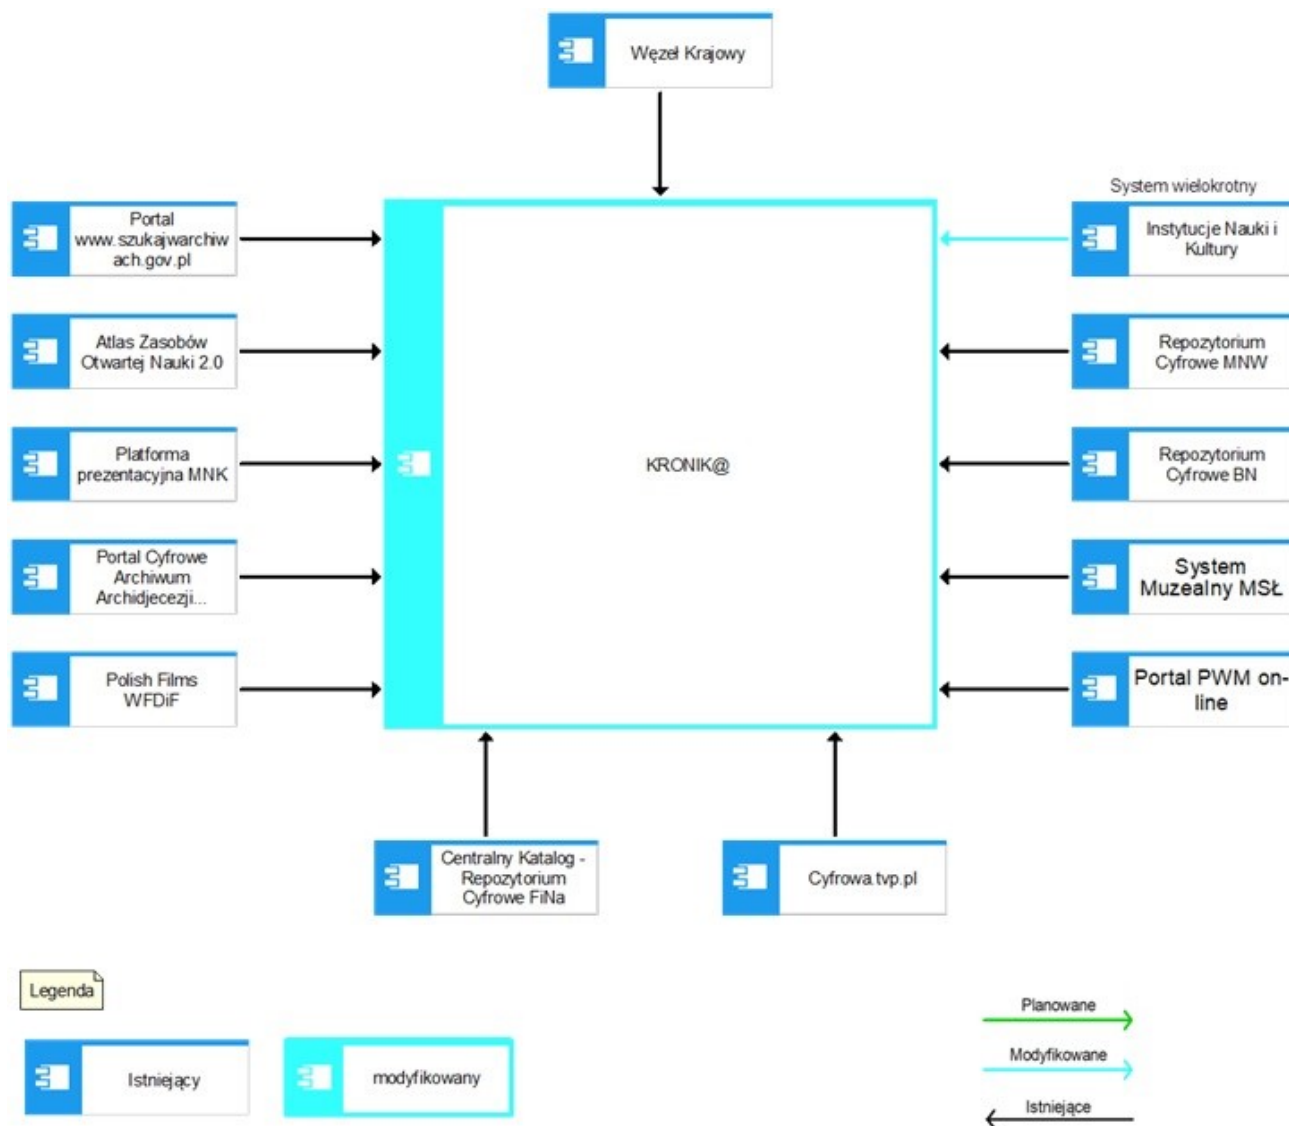 Węzeł Krajowy
System wielokrotny
Portal
www.szukajwarchiw
ach.gov.pl
Instytucje Nauki i
Kultury
Atlas Zasobów
Otwartej Nauki 2.0
Repozytorium
Cyfrowe MNW
Platforma
prezentacyjna MNK
KRONIK@
Repozytorium
Cyfrowe BN
Portal Cyfrowe
Archiwum
Archidjecezji...
System
Muzealny MSŁ
Polish Films
WFDiF
Portal PWM on-
line
Centralny Katalog -
Repozytorium
Cyfrowe FiNa
Cyfrowa.tvp.pl
Legenda
Istniejący
modyfikowany
Planowane
Modyfikowane
Istniejące